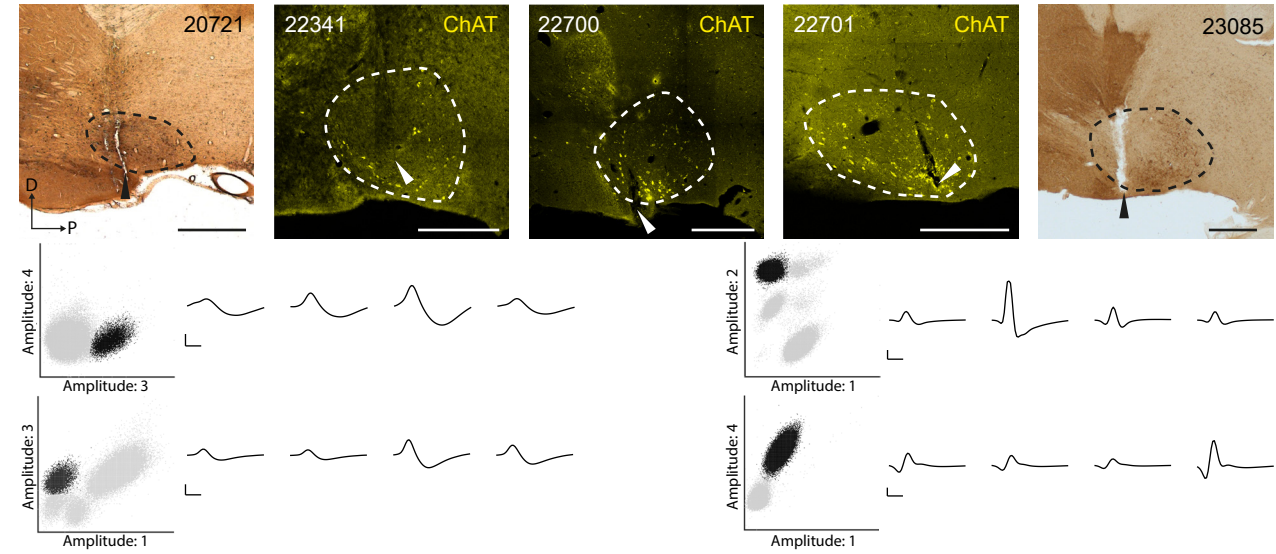 20721
22341 ChAT
22700 ChAT
22701 ChAT
23085
D
P
Amplitude: 4
Amplitude: 3
Amplitude: 2
Amplitude: 1
Amplitude: 3
Amplitude: 1
Amplitude: 4
Amplitude: 1